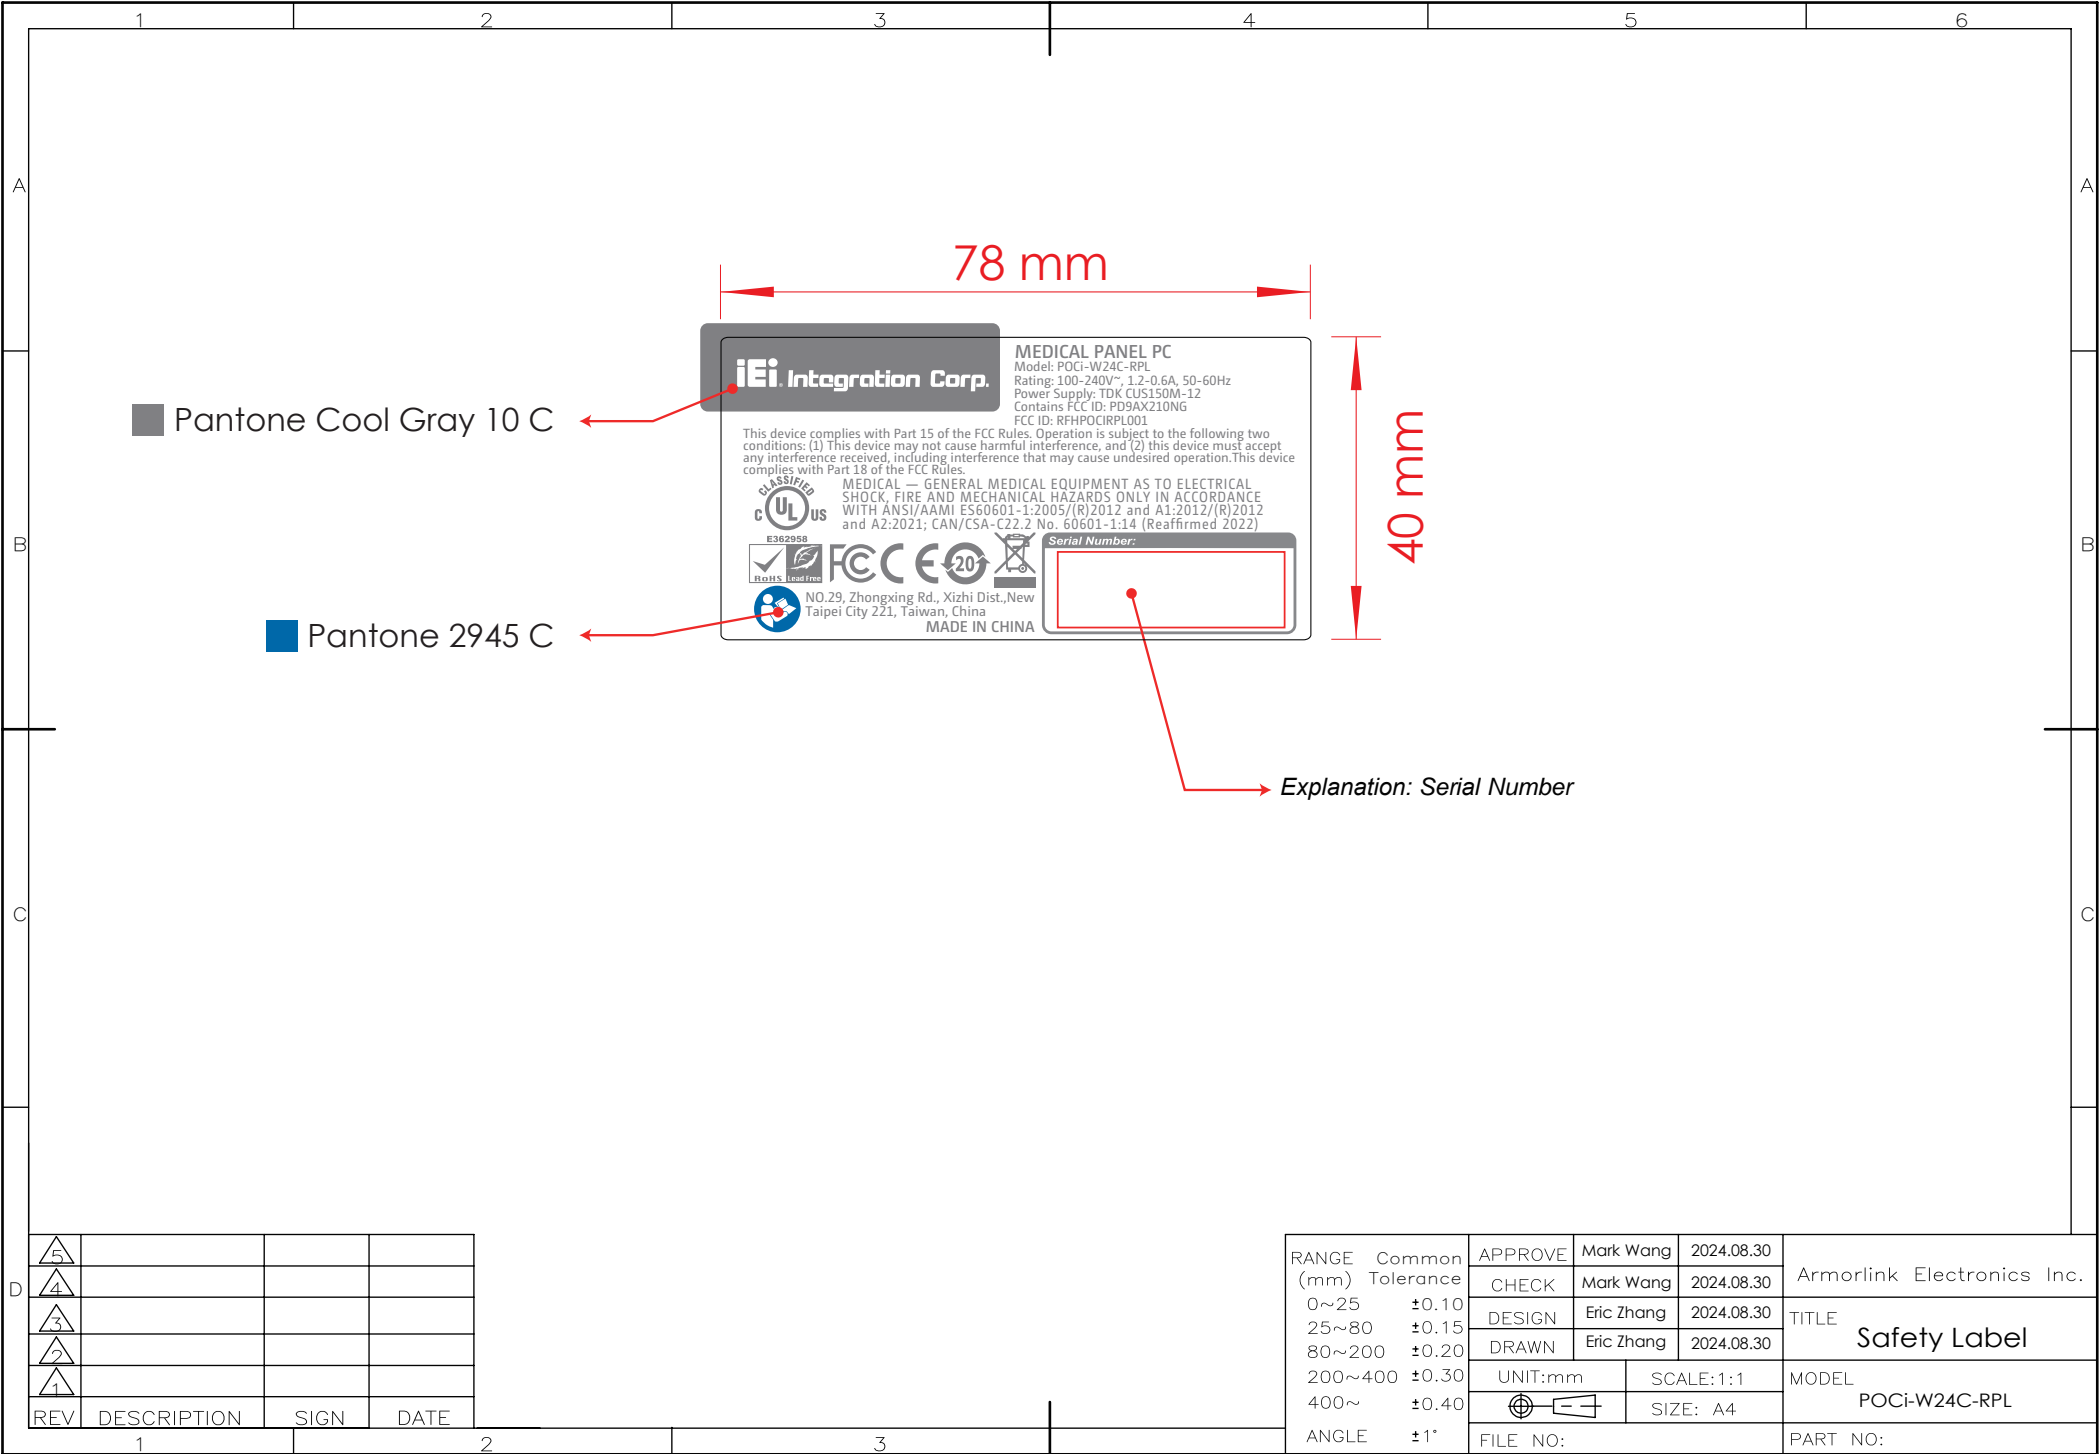 1 2 3 4 5 6
A A
78 mm
iEi Integration Corp.
MEDICAL PANEL PC
Model: POCi-W24C-RPL
Rating: 100-240V~, 1.2-0.6A, 50-60Hz
Power Supply: TDK CUS150M-12
Contains FCC ID: PD9AX210NG
FCC ID: RFHPOCIRPL001
Pantone Cool Gray 10 C
This device complies with Part 15 of the FCC Rules. Operation is subject to the following two
conditions: (1) This device may not cause harmful interference, and (2) this device must accept
any interference received, including interference that may cause undesired operation.This device
complies with Part 18 of the FCC Rules.
40 mm
CLASSIFIED
C UL US
E362958
MEDICAL — GENERAL MEDICAL EQUIPMENT AS TO ELECTRICAL
SHOCK, FIRE AND MECHANICAL HAZARDS ONLY IN ACCORDANCE
WITH ANSI/AAMI ES60601-1:2005/(R)2012 and A1:2012/(R)2012
and A2:2021; CAN/CSA-C22.2 No. 60601-1:14 (Reaffirmed 2022)
B B
RoHS Lead Free FC CE 20
Serial Number:
NO.29, Zhongxing Rd., Xizhi Dist.,New
Taipei City 221, Taiwan, China
MADE IN CHINA
Pantone 2945 C
Explanation: Serial Number
C C
D
5
4
3
2
1
REV DESCRIPTION SIGN DATE
RANGE Common
(mm) Tolerance
0~25 ±0.10
25~80 ±0.15
80~200 ±0.20
200~400 ±0.30
400~ ±0.40
ANGLE ±1°
APPROVE Mark Wang 2024.08.30
CHECK Mark Wang 2024.08.30
DESIGN Eric Zhang 2024.08.30
DRAWN Eric Zhang 2024.08.30
UNIT:mm SCALE:1:1
SIZE: A4
FILE NO:
Armorlink Electronics Inc.
TITLE
Safety Label
MODEL
POCi-W24C-RPL
PART NO:
1 2 3